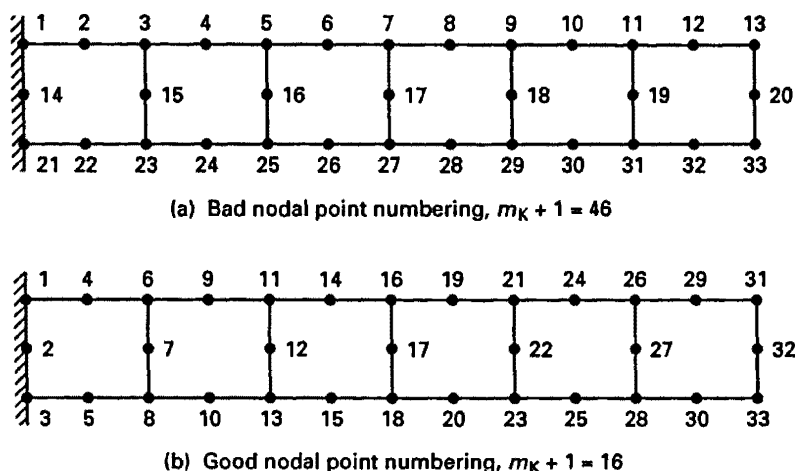 1 2 3 4 5 6 7 8 9 10 11 12 13
14 15 16 17 18 19 20
21 22 23 24 25 26 27 28 29 30 31 32 33
(a) Bad nodal point numbering, mK + 1 = 46
1 4 6 9 11 14 16 19 21 24 26 29 31
2 7 12 17 22 27 32
3 5 8 10 13 15 18 20 23 25 28 30 33
(b) Good nodal point numbering, mK + 1 = 16